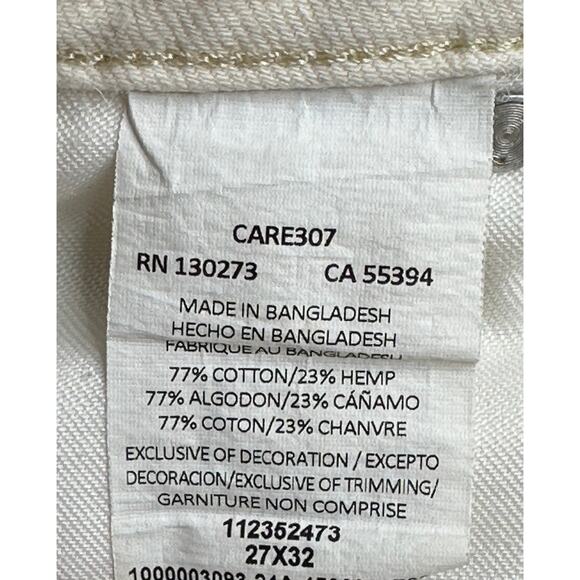 CARE307
RN 130273 CA 55394
MADE IN BANGLADESH
HECHO EN BANGLADESH
FABRIQUE AU BANGLADESH
77% COTTON/23% HEMP
77% ALGODON/23% CÁÑAMO
77% COTON/23% CHANVRE
EXCLUSIVE OF DECORATION / EXCEPTO
DECORACION/EXCLUSIVE OF TRIMMING/
GARNITURE NON COMPRISE
112352473
27X32